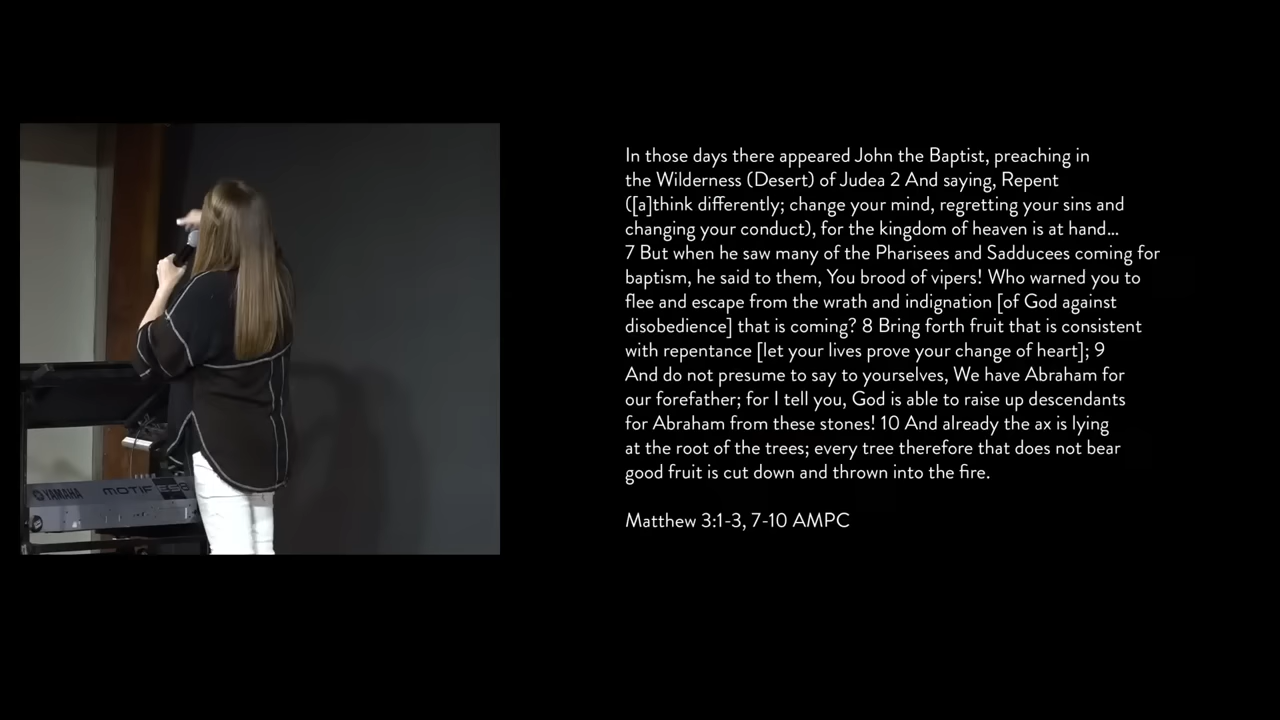 In those days there appeared John the Baptist, preaching in
the Wilderness (Desert) of Judea 2 And saying, Repent
([a]think differently; change your mind, regretting your sins and
changing your conduct), for the kingdom of heaven is at hand...
7 But when he saw many of the Pharisees and Sadducees coming for
baptism, he said to them, You brood of vipers! Who warned you to
flee and escape from the wrath and indignation [of God against
disobedience] that is coming? 8 Bring forth fruit that is consistent
with repentance [let your lives prove your change of heart]; 9
And do not presume to say to yourselves, We have Abraham for
our forefather; for I tell you, God is able to raise up descendants
for Abraham from these stones! 10 And already the ax is lying
at the root of the trees; every tree therefore that does not bear
good fruit is cut down and thrown into the fire.
Matthew 3:1-3, 7-10 AMPC
YAMAHA MOTIF ES8